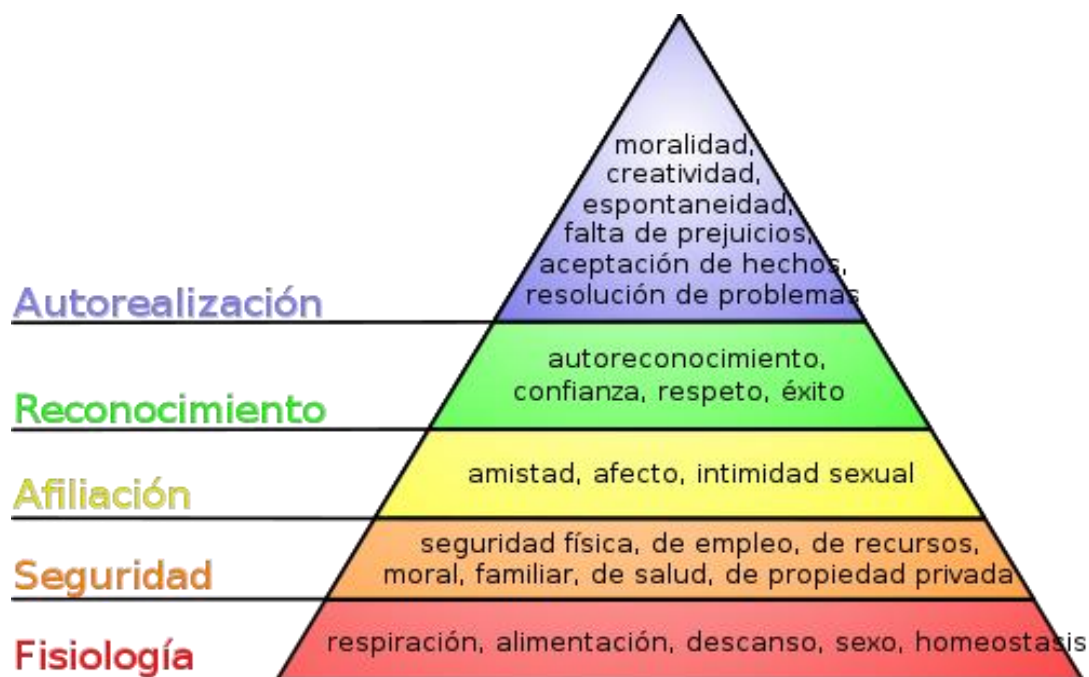 moralidad,
creatividad,
espontaneidad,
falta de prejuicios,
aceptación de hechos,
resolución de problemas
Autorealización
autoreconocimiento,
confianza, respeto, éxito
Reconocimiento
amistad, afecto, intimidad sexual
Afiliación
seguridad física, de empleo, de recursos,
moral, familiar, de salud, de propiedad privada
Seguridad
respiración, alimentación, descanso, sexo, homeostasis
Fisiología